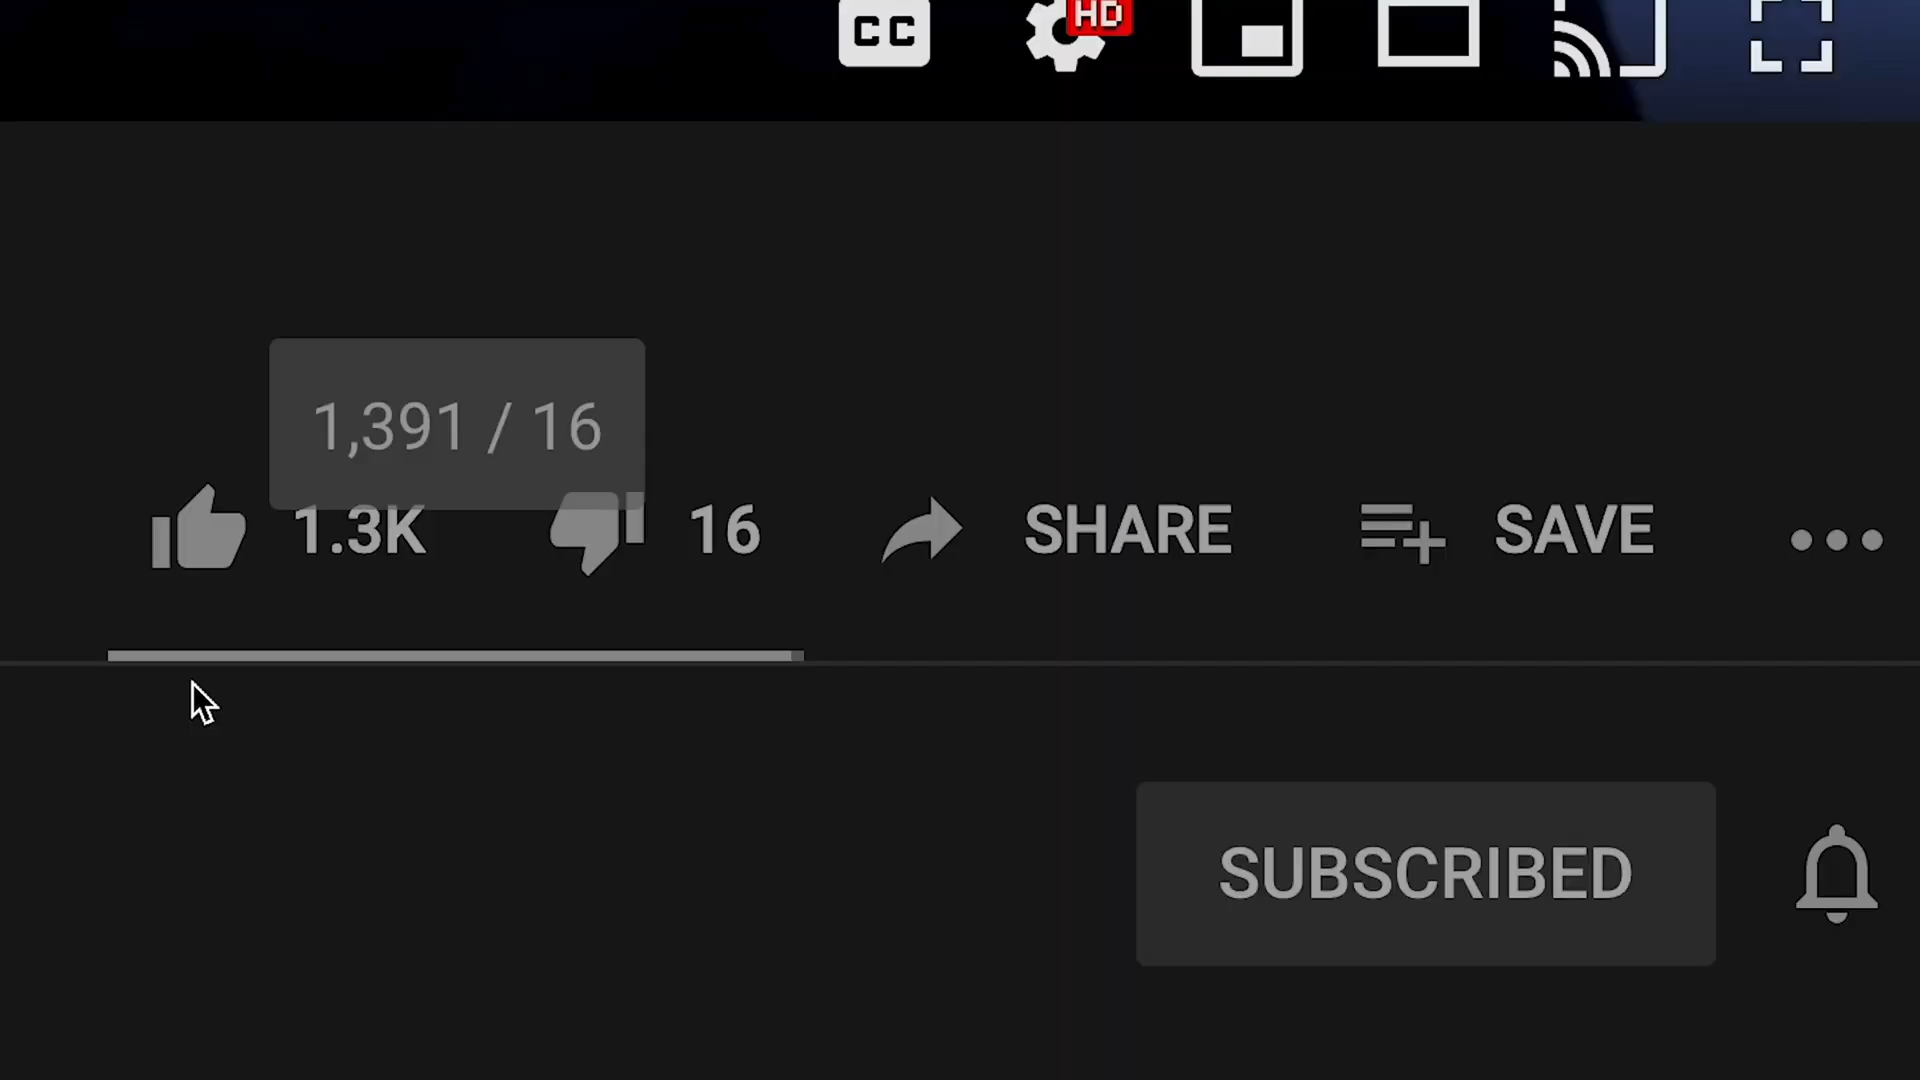 CC
HD
1,391 / 16
1.3K 16 SHARE SAVE
SUBSCRIBED